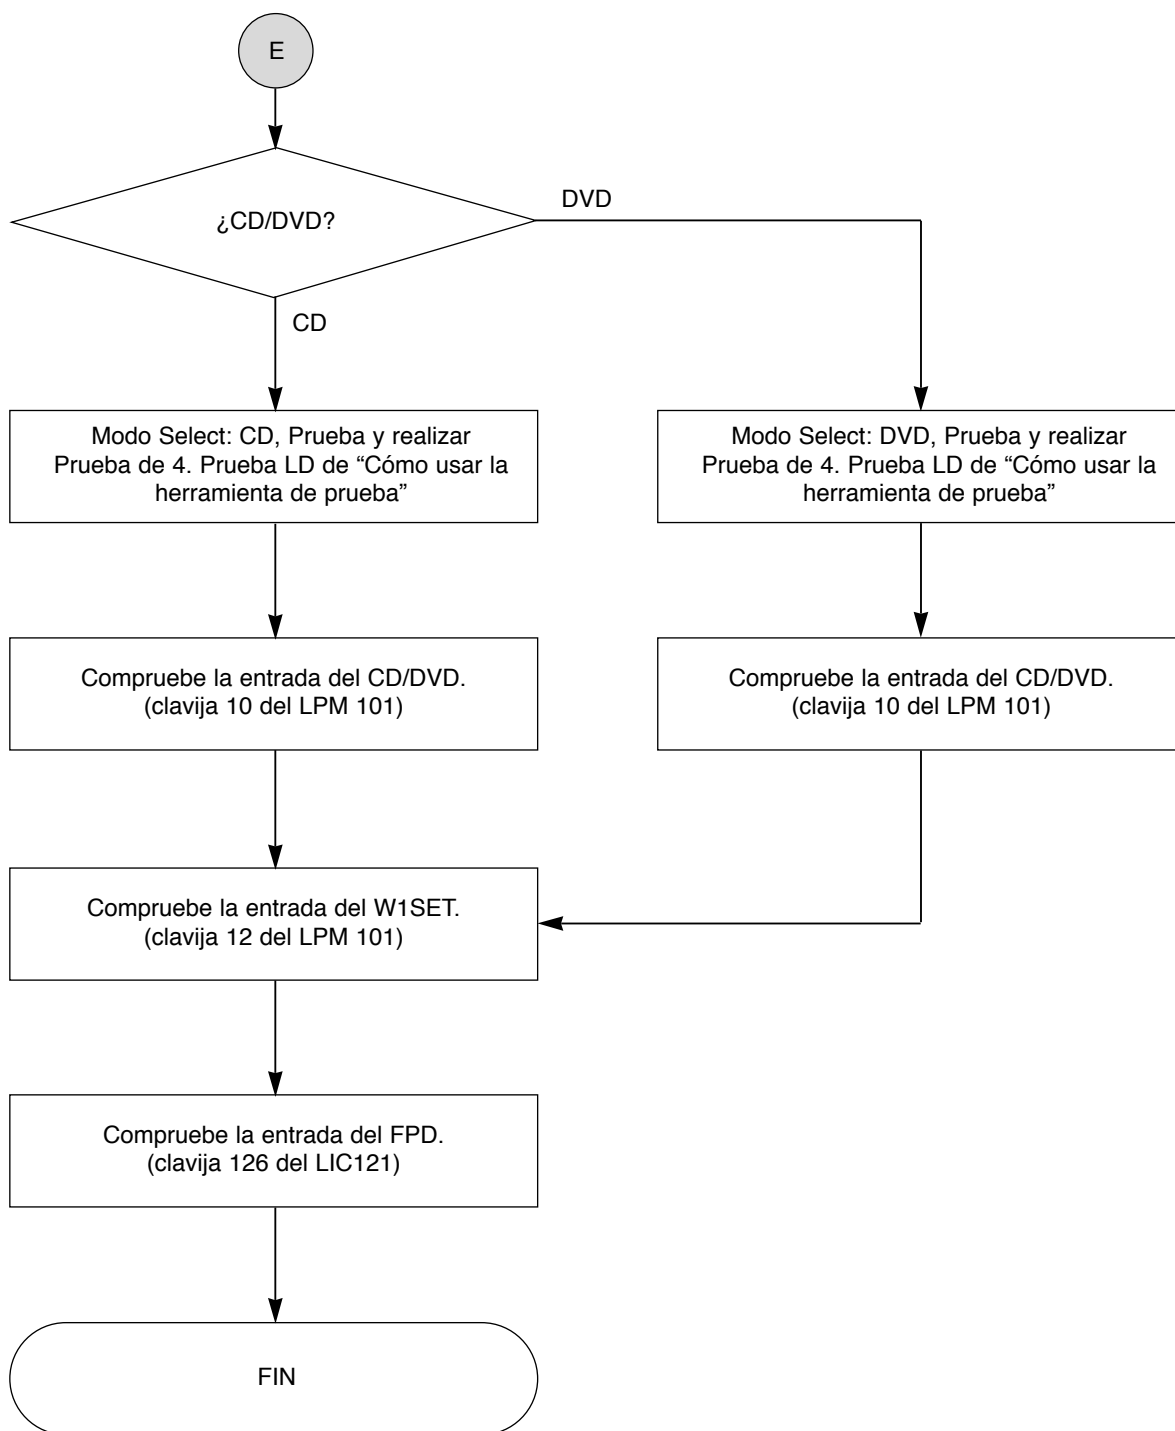 E
¿CD/DVD?
DVD
CD
Modo Select: CD, Prueba y realizar
Prueba de 4. Prueba LD de “Cómo usar la
herramienta de prueba”
Modo Select: DVD, Prueba y realizar
Prueba de 4. Prueba LD de “Cómo usar la
herramienta de prueba”
Compruebe la entrada del CD/DVD.
(clavija 10 del LPM 101)
Compruebe la entrada del CD/DVD.
(clavija 10 del LPM 101)
Compruebe la entrada del W1SET.
(clavija 12 del LPM 101)
Compruebe la entrada del FPD.
(clavija 126 del LIC121)
FIN